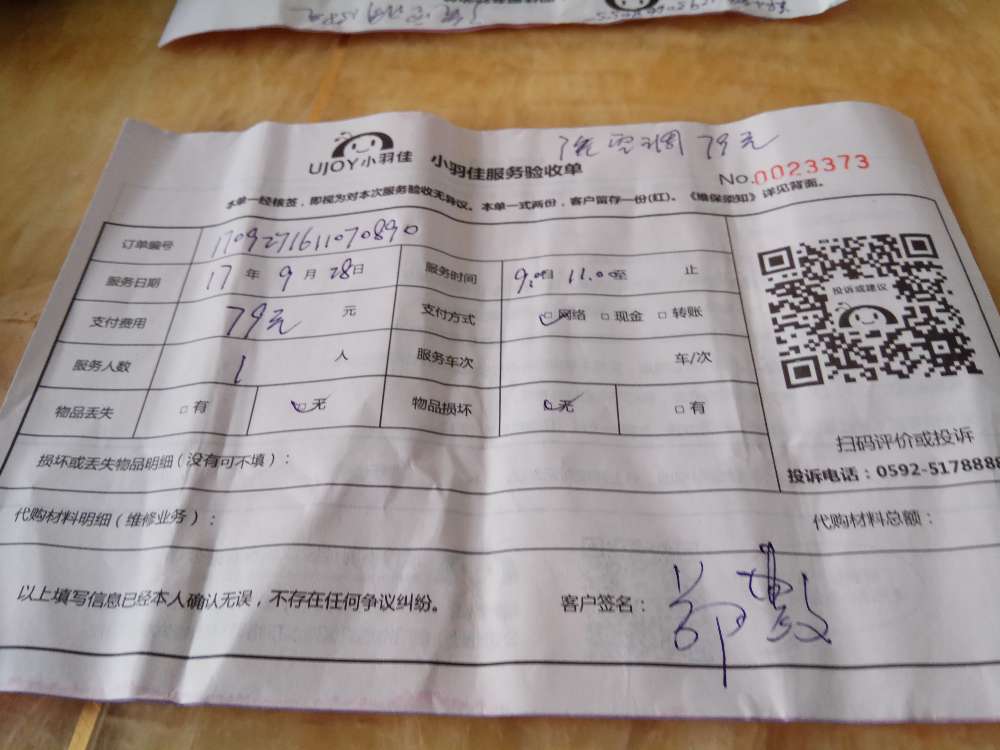 UJOY小羽佳 小羽佳服务验收单 洗空调 79元
No.0023373
本单一经核签，即视为对本次服务验收无异议。本单一式两份，客户留存一份(红)。《维保须知》详见背面。
订单编号 1709271611070890
服务日期 17年9月28日 服务时间 9:00 11.00至 止
支付费用 79元 元 支付方式 □网络 □现金 □转账
服务人数 1 人 服务车次 车/次
物品丢失 □有 □无 物品损坏 □无 □有
投诉或建议
扫码评价或投诉
投诉电话：0592-5178888
损坏或丢失物品明细（没有可不填）：
代购材料明细（维修业务）： 代购材料总额：
以上填写信息已经本人确认无误，不存在任何争议纠纷。 客户签名：